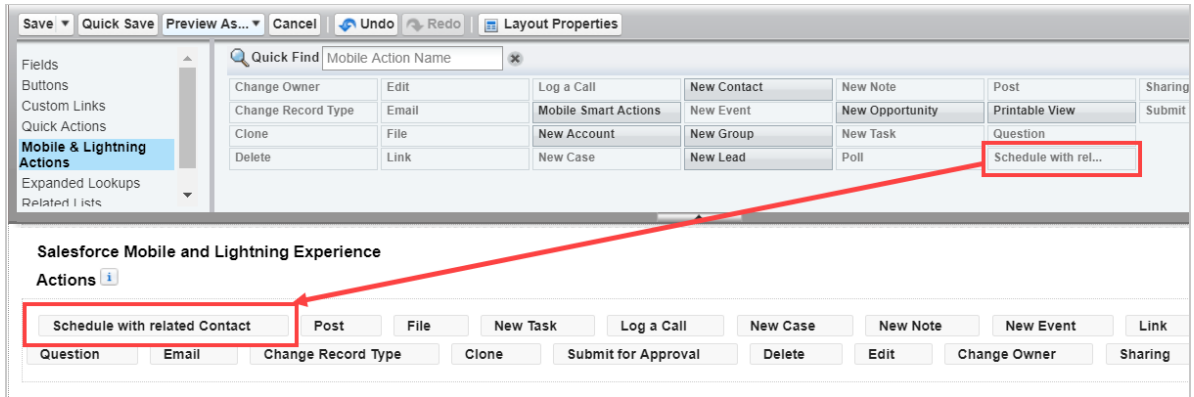 Save Quick Save Preview As... Cancel Undo Redo Layout Properties
Fields
Buttons
Custom Links
Quick Actions
Mobile & Lightning
Actions
Expanded Lookups
Related Lists
Quick Find Mobile Action Name
Change Owner Edit Log a Call New Contact New Note Post Sharing
Change Record Type Email Mobile Smart Actions New Event New Opportunity Printable View Submit
Clone File New Account New Group New Task Question
Delete Link New Case New Lead Poll Schedule with rel...
Salesforce Mobile and Lightning Experience
Actions i
Schedule with related Contact Post File New Task Log a Call New Case New Note New Event Link
Question Email Change Record Type Clone Submit for Approval Delete Edit Change Owner Sharing